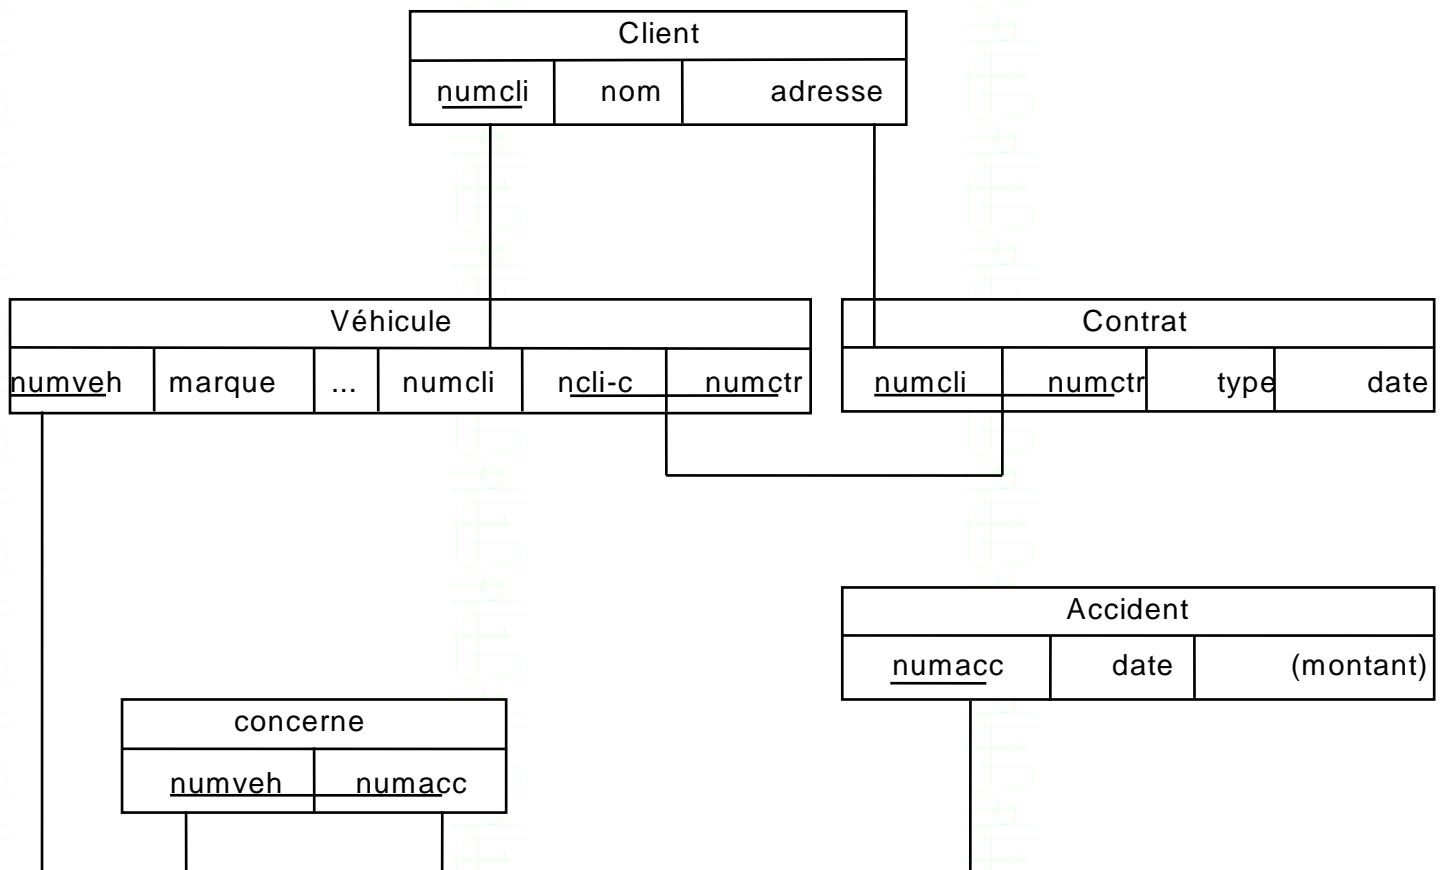 Client
numcli nom adresse
Véhicule
numveh marque ... numcli ncli-c numctr
Contrat
numcli numctr type date
Accident
numacc date (montant)
concerne
numveh numacc